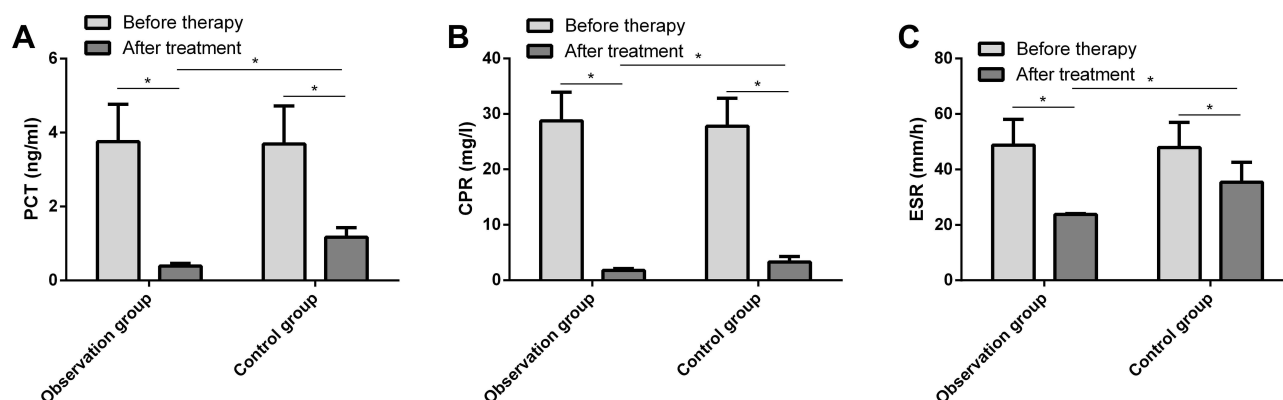 A
Before therapy
After treatment
PCT (ng/ml)
6
4
2
0
*
*
*
Observation group
Control group
B
Before therapy
After treatment
CPR (mg/l)
40
30
20
10
0
*
*
*
Observation group
Control group
C
Before therapy
After treatment
ESR (mm/h)
80
60
40
20
0
*
*
*
Observation group
Control group